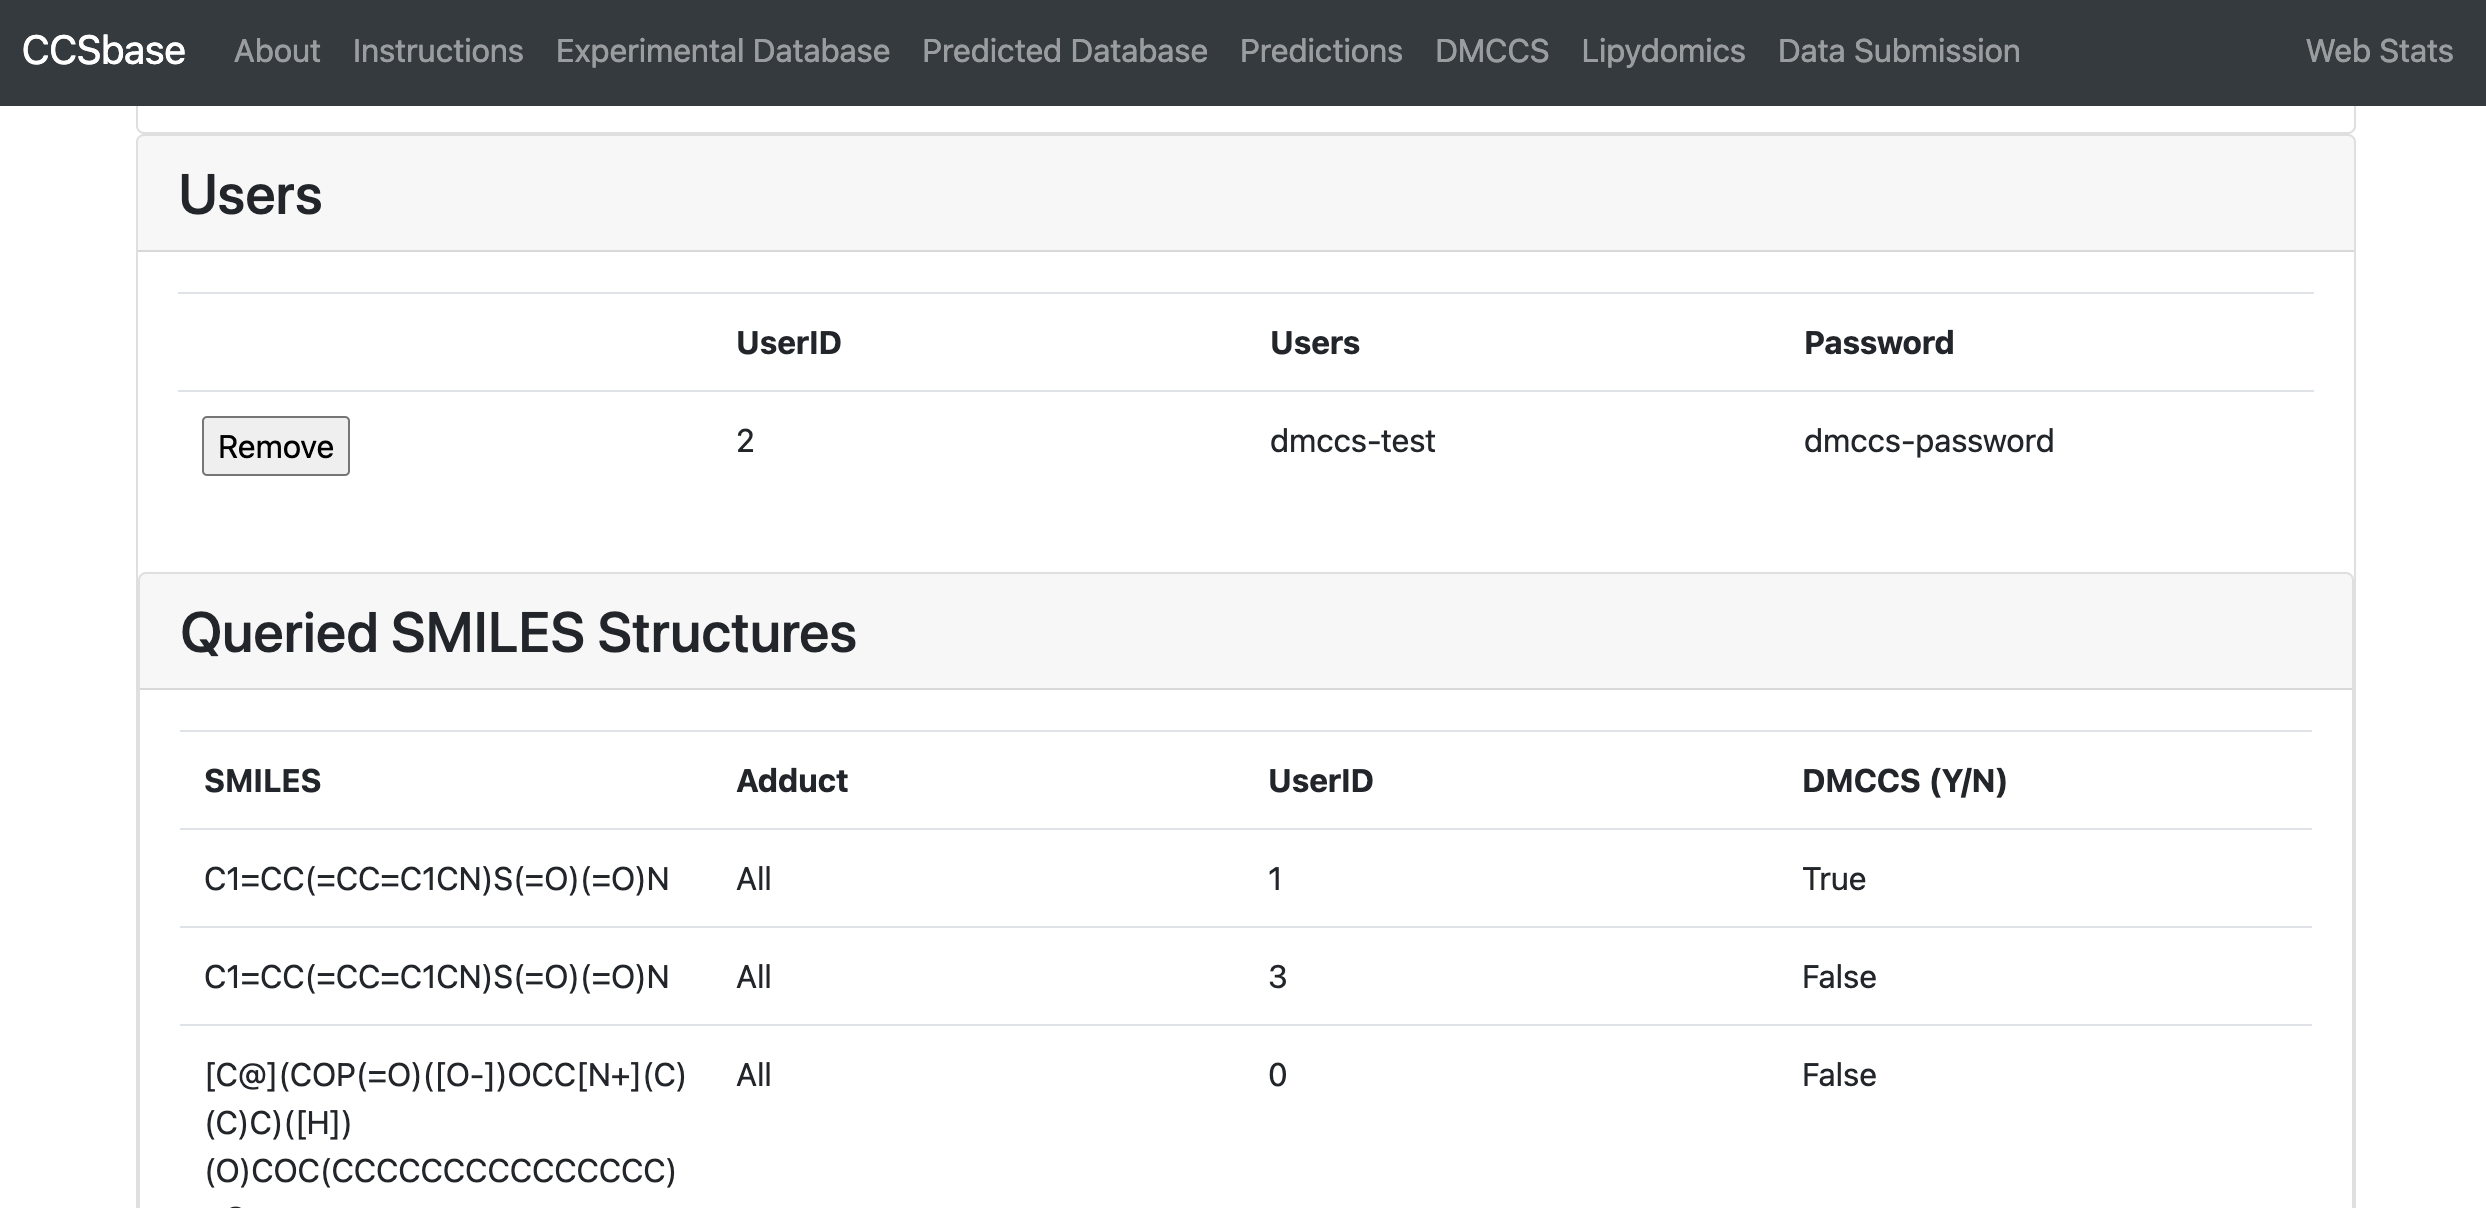 CCSbase About Instructions Experimental Database Predicted Database Predictions DMCCS Lipydomics Data Submission Web Stats
Users
UserID Users Password
Remove 2 dmccs-test dmccs-password
Queried SMILES Structures
SMILES Adduct UserID DMCCS (Y/N)
C1=CC(=CC=C1CN)S(=O)(=O)N All 1 True
C1=CC(=CC=C1CN)S(=O)(=O)N All 3 False
[C@](COP(=O)([O-])OCC[N+](C) All 0 False
(C)C)([H])
(O)COC(CCCCCCCCCCCCCCC)